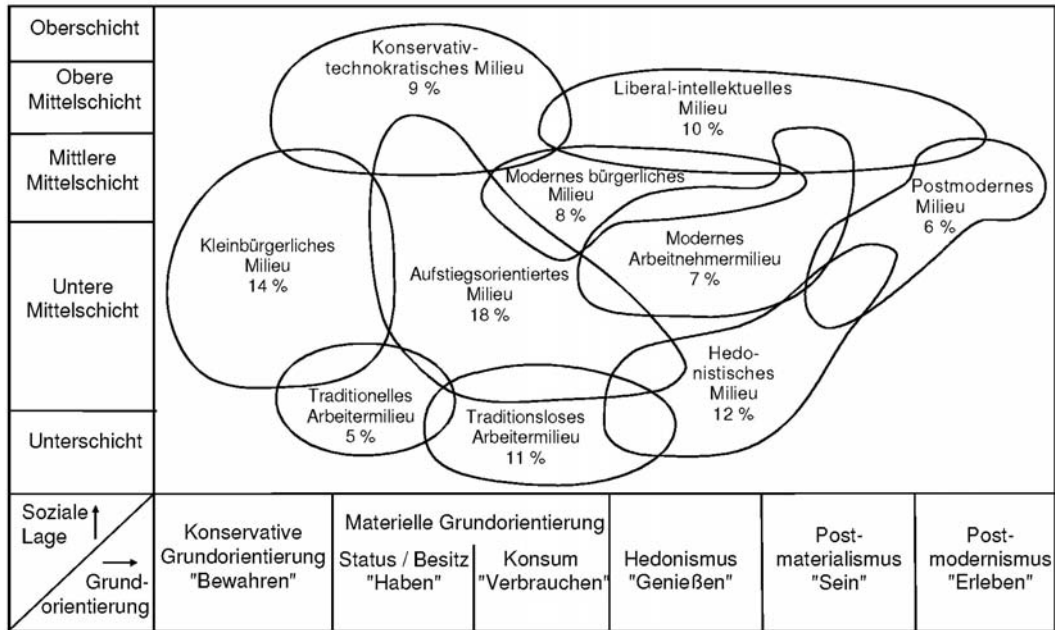 Oberschicht
Obere
Mittelschicht
Mittlere
Mittelschicht
Untere
Mittelschicht
Unterschicht
Konservativ-
technokratisches Milieu
9 %
Liberal-intellektuelles
Milieu
10 %
Modernes bürgerliches
Milieu
8 %
Postmodernes
Milieu
6 %
Kleinbürgerliches
Milieu
14 %
Aufstiegsorientiertes
Milieu
18 %
Modernes
Arbeitnehmermilieu
7 %
Hedo-
nistisches
Milieu
12 %
Traditionelles
Arbeitermilieu
5 %
Traditionsloses
Arbeitermilieu
11 %
Soziale
Lage
Grund-
orientierung
Konservative
Grundorientierung
"Bewahren"
Materielle Grundorientierung
Status / Besitz
"Haben"
Konsum
"Verbrauchen"
Hedonismus
"Genießen"
Post-
materialismus
"Sein"
Post-
modernismus
"Erleben"